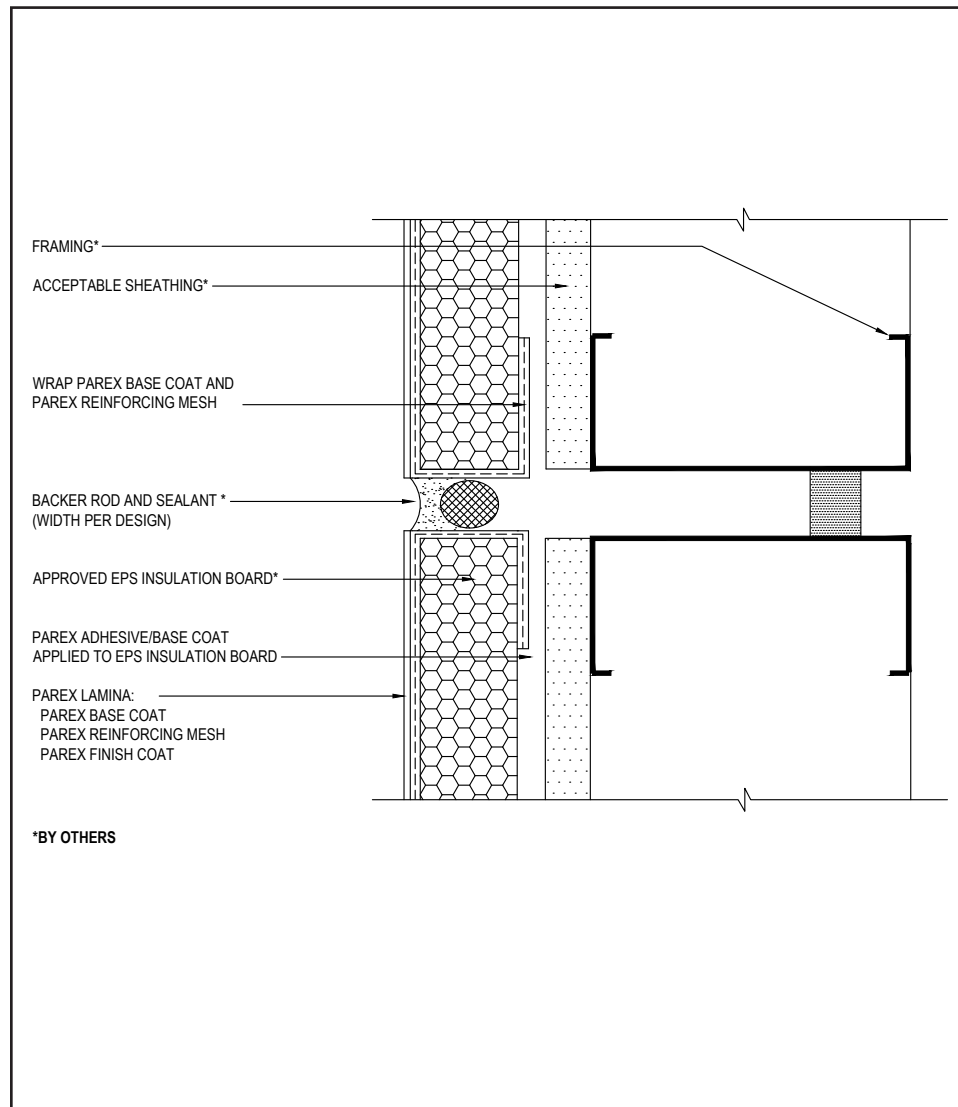 FRAMING*
ACCEPTABLE SHEATHING*
WRAP PAREX BASE COAT AND
PAREX REINFORCING MESH
BACKER ROD AND SEALANT *
(WIDTH PER DESIGN)
APPROVED EPS INSULATION BOARD*
PAREX ADHESIVE/BASE COAT
APPLIED TO EPS INSULATION BOARD
PAREX LAMINA:
PAREX BASE COAT
PAREX REINFORCING MESH
PAREX FINISH COAT
*BY OTHERS